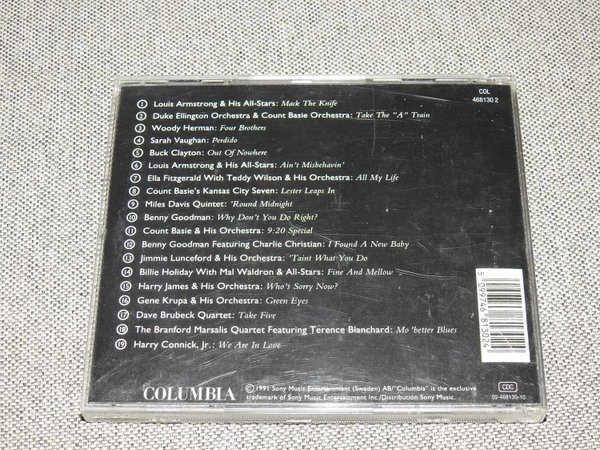 COL
468130 2
1 Louis Armstrong & His All-Stars: Mack The Knife
2 Duke Ellington Orchestra & Count Basie Orchestra: Take The "A" Train
3 Woody Herman: Four Brothers
4 Sarah Vaughan: Perdido
5 Buck Clayton: Out Of Nowhere
6 Louis Armstrong & His All-Stars: Ain't Misbehavin'
7 Ella Fitzgerald With Teddy Wilson & His Orchestra: All My Life
8 Count Basie's Kansas City Seven: Lester Leaps In
9 Miles Davis Quintet: 'Round Midnight
10 Benny Goodman: Why Don't You Do Right?
11 Count Basie & His Orchestra: 9:20 Special
12 Benny Goodman Featuring Charlie Christian: I Found A New Baby
13 Jimmie Lunceford & His Orchestra: 'Taint What You Do
14 Billie Holiday With Mal Waldron & All-Stars: Fine And Mellow
15 Harry James & His Orchestra: Who's Sorry Now?
16 Gene Krupa & His Orchestra: Green Eyes
17 Dave Brubeck Quartet: Take Five
18 The Branford Marsalis Quartet Featuring Terence Blanchard: Mo 'better Blues
19 Harry Connick, Jr.: We Are In Love
5 099746 813024
COLUMBIA
©1991 Sony Music Entertainment (Sweden) AB/"Columbia" is the exclusive
trademark of Sony Music Entertainment Inc./Distribution Sony Music.
CDC
09-468130-10